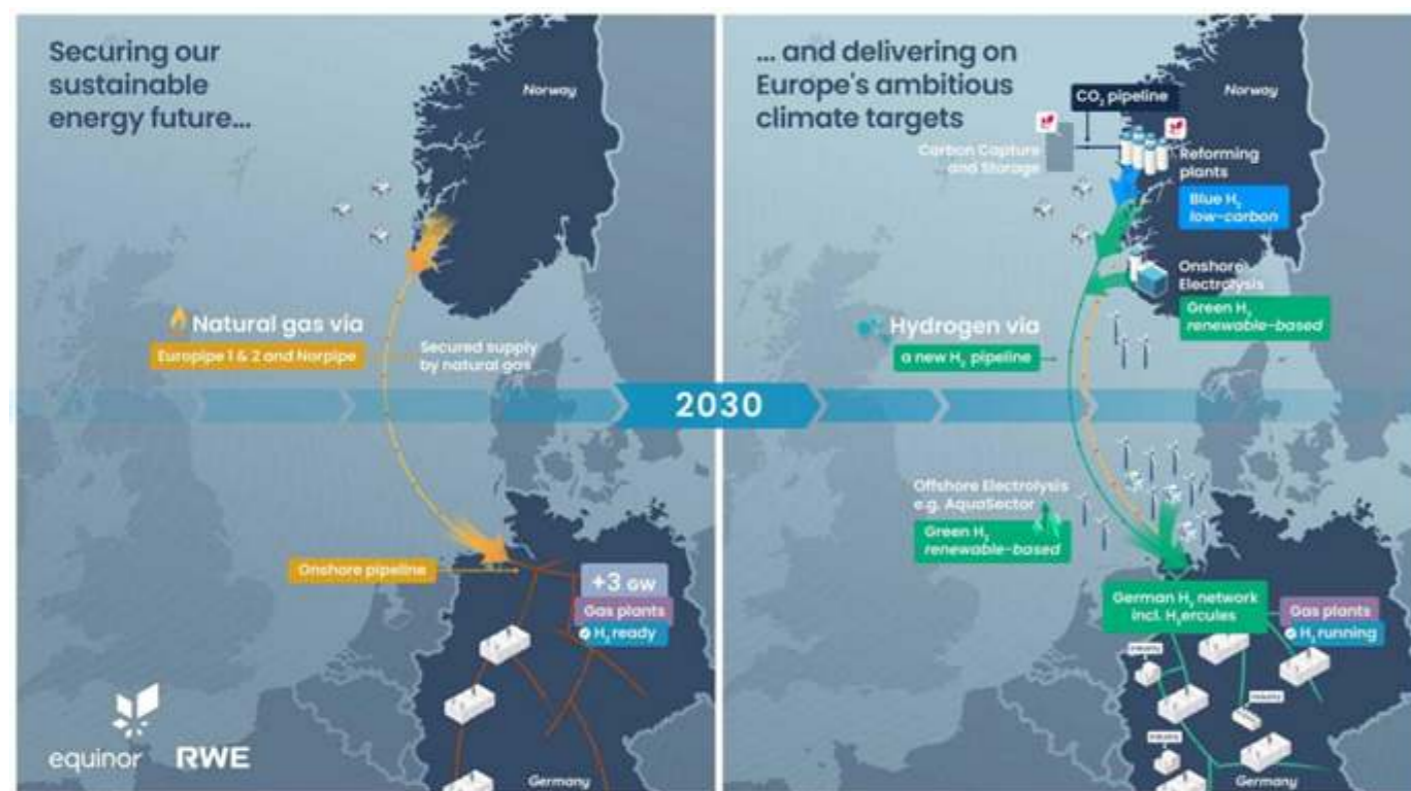 Securing our
sustainable
energy future...
Norway
Natural gas via
Europipe 1 & 2 and Norpipe
Secured supply
by natural gas
Onshore pipeline
+3 GW
Gas plants
H₂ ready
Germany
equinor
RWE
2030
... and delivering on
Europe's ambitious
climate targets
CO₂ pipeline
Norway
Carbon Capture
and Storage
Reforming
plants
Blue H₂
low-carbon
Onshore
Electrolysis
Green H₂
renewable-based
Hydrogen via
a new H₂ pipeline
Offshore Electrolysis
e.g. AquaSector
Green H₂
renewable-based
German H₂ network
incl. H₂ercules
Gas plants
H₂ running
Industry
Industry
Industry
Germany